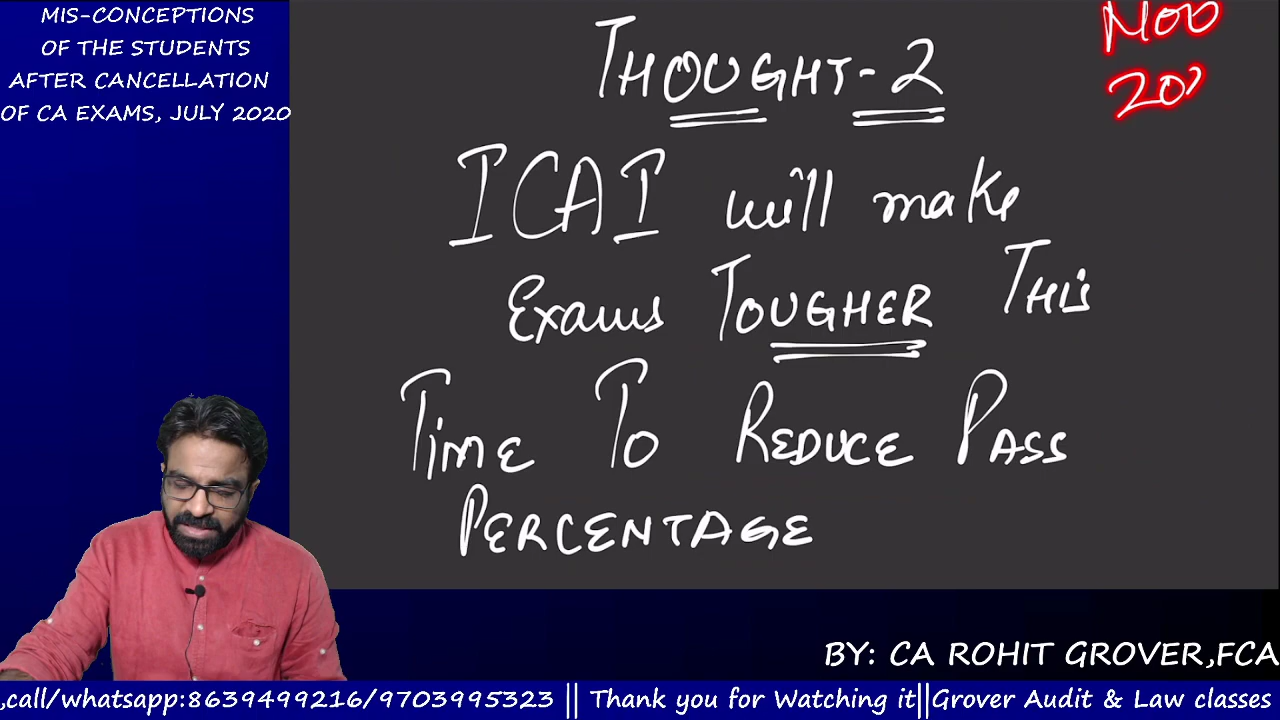 MIS-CONCEPTIONS
OF THE STUDENTS
AFTER CANCELLATION
OF CA EXAMS, JULY 2020
THOUGHT-2
ICAI will make
Exams TOUGHER THis
TimE TO REDUCE PASS
PERCENTAGE
BY: CA ROHIT GROVER,FCA
,call/whatsapp:8639499216/9703995323 || Thank you for Watching it||Grover Audit & Law classes